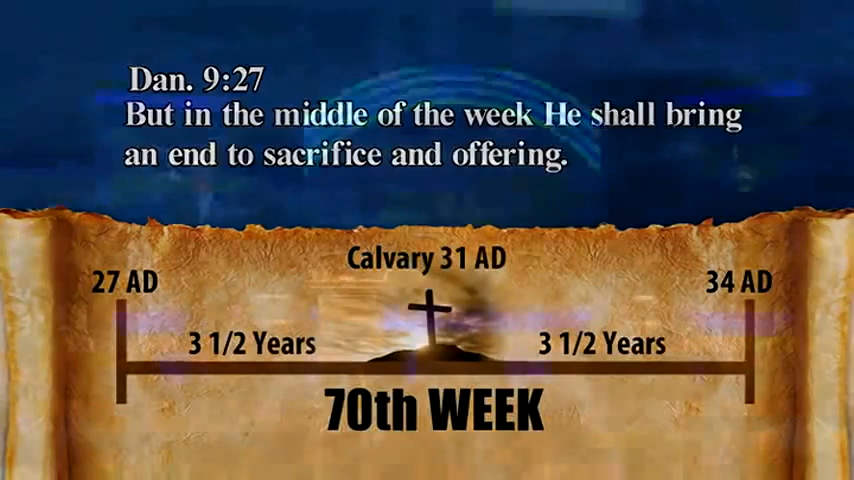 Dan. 9:27
But in the middle of the week He shall bring
an end to sacrifice and offering.
Calvary 31 AD
27 AD
34 AD
3 1/2 Years
3 1/2 Years
70th WEEK